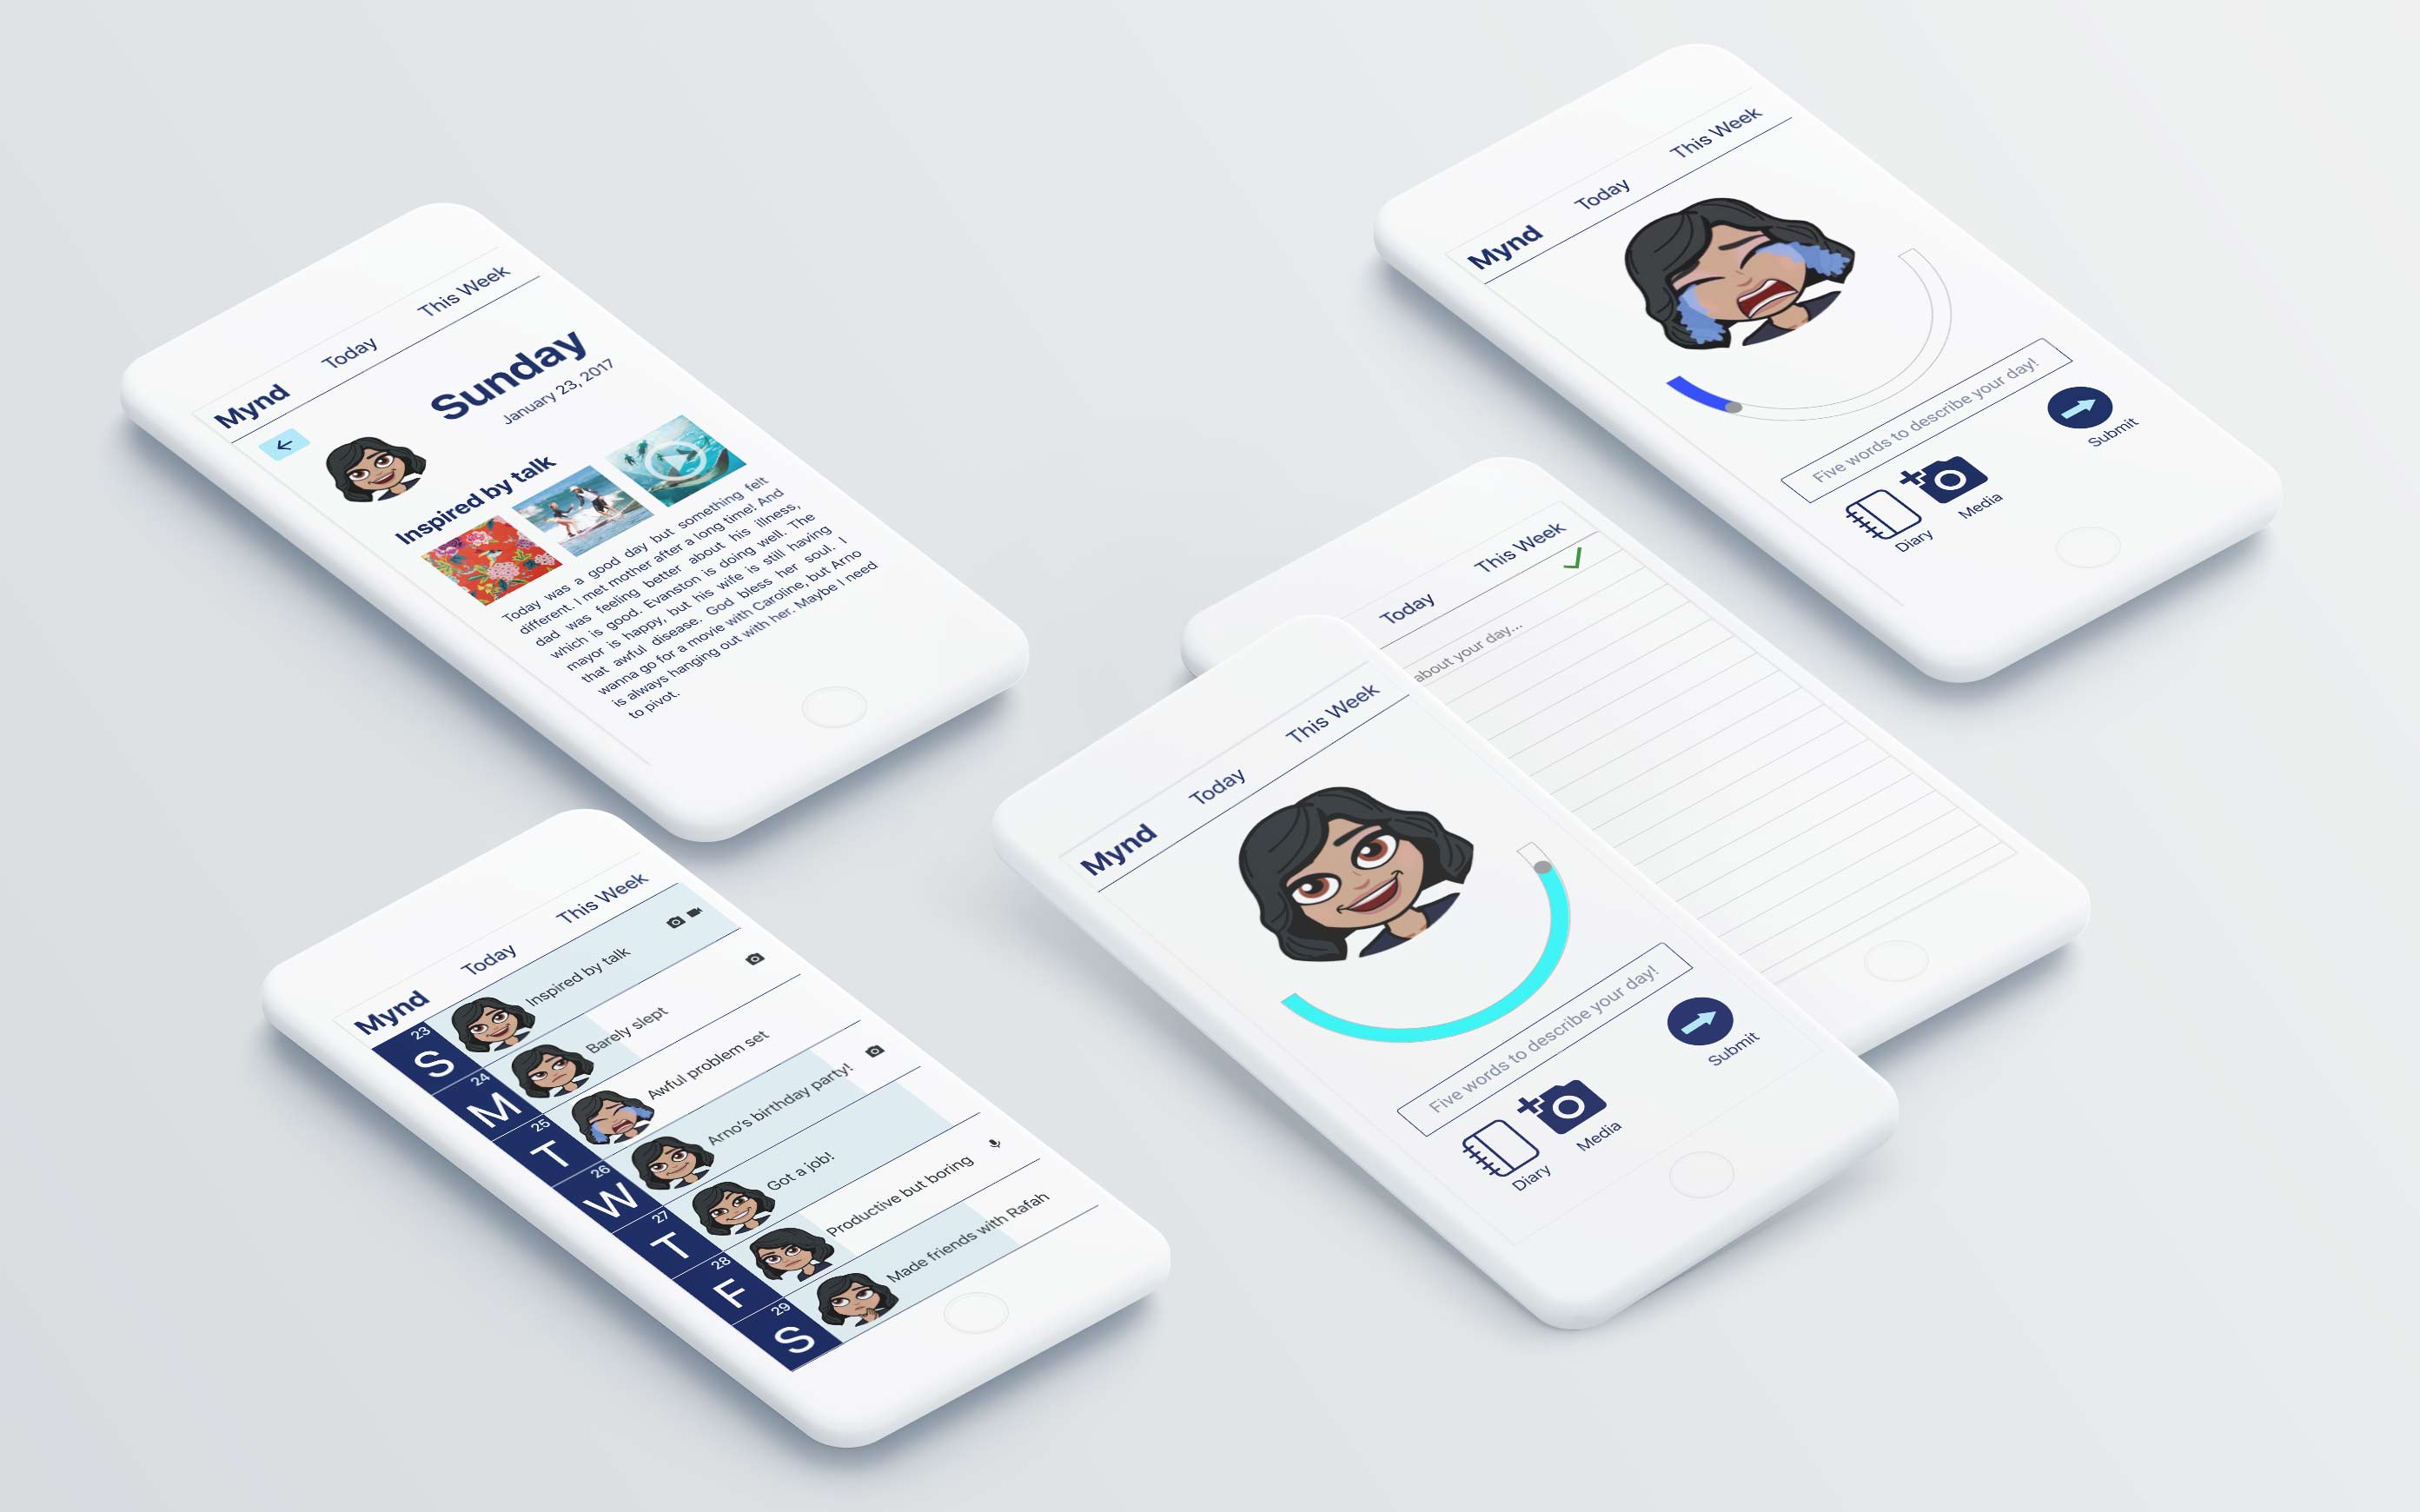 Mynd Today This Week
Sunday
January 23, 2017
Inspired by talk
Today was a good day but something felt
different. I met mother after a long time! And
dad was feeling better about his illness,
which is good. Evanston is doing well. The
mayor is happy, but his wife is still having
that awful disease. God bless her soul. I
wanna go for a movie with Caroline, but Arno
is always hanging out with her. Maybe I need
to pivot.
Mynd Today This Week
23 S Inspired by talk
24 M Barely slept
25 T Awful problem set
26 W Arno's birthday party!
27 T Got a job!
28 F Productive but boring
29 S Made friends with Rafah
Mynd Today This Week
Five words to describe your day!
Diary Media Submit
Today This Week
about your day...
Mynd Today This Week
Five words to describe your day!
Diary Media Submit